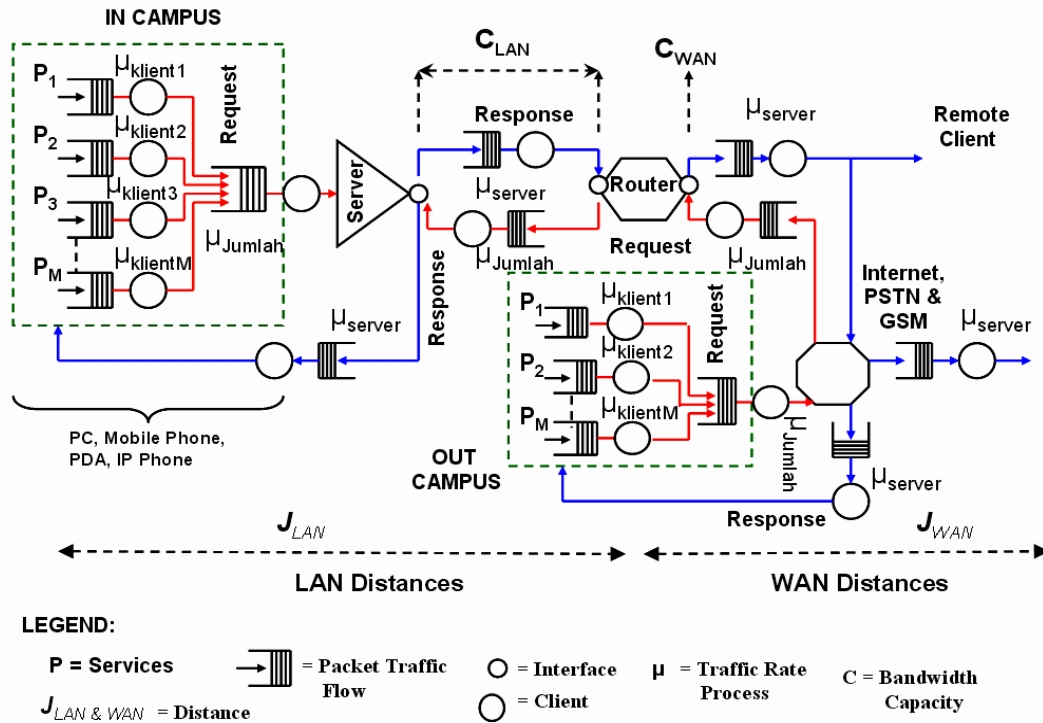 IN CAMPUS
P1
μklient1
P2
μklient2
P3
μklient3
PM
μklientM
Request
μJumlah
Server
CLAN
CWAN
Response
μserver
μJumlah
Router
Request
μserver
Remote
Client
μJumlah
Internet,
PSTN &
GSM
μserver
Response
μserver
PC, Mobile Phone,
PDA, IP Phone
P1
μklient1
P2
μklient2
PM
μklientM
Request
μJumlah
OUT
CAMPUS
μserver
Response
JLAN
JWAN
LAN Distances
WAN Distances
LEGEND:
P = Services
= Packet Traffic
Flow
= Interface
= Client
μ = Traffic Rate
Process
C = Bandwidth
Capacity
JLAN & WAN = Distance